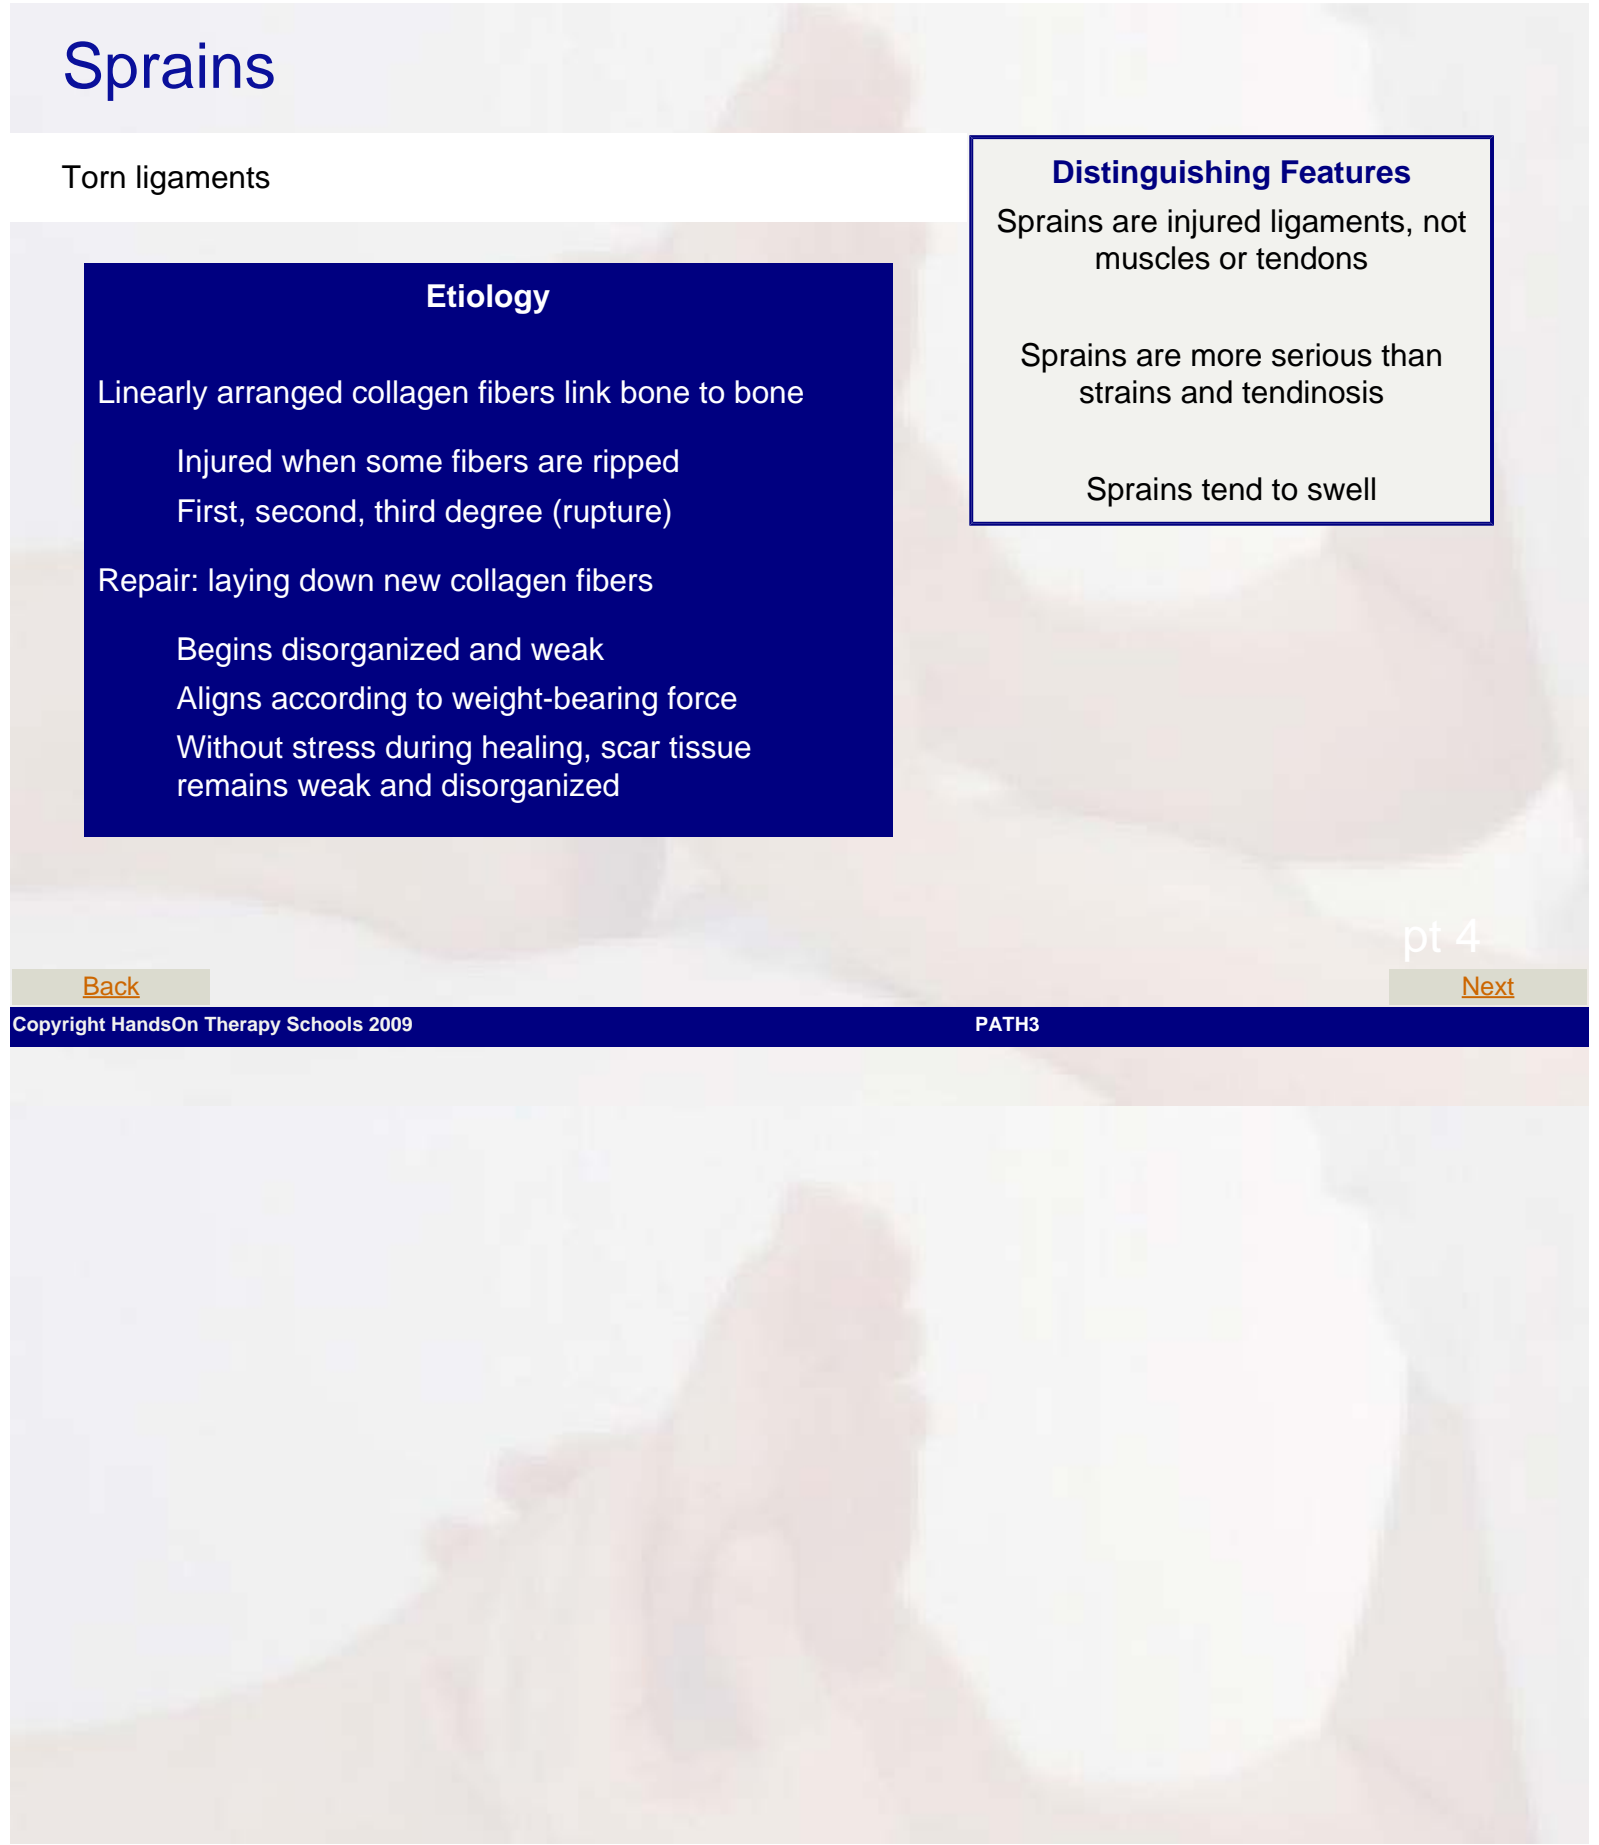 Sprains
Torn ligaments
Etiology
Linearly arranged collagen fibers link bone to bone
Injured when some fibers are ripped
First, second, third degree (rupture)
Repair: laying down new collagen fibers
Begins disorganized and weak
Aligns according to weight-bearing force
Without stress during healing, scar tissue
remains weak and disorganized
Distinguishing Features
Sprains are injured ligaments, not
muscles or tendons
Sprains are more serious than
strains and tendinosis
Sprains tend to swell
pt 4
Back
Next
Copyright HandsOn Therapy Schools 2009
PATH3